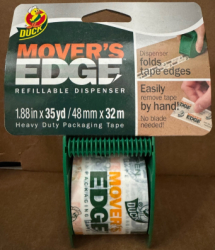 DUCK
MOVER'S
EDGE
REFILLABLE DISPENSER
1.88 in x 35 yd / 48 mm x 32 m
Heavy Duty Packaging Tape
Dispenser
folds
tape edges
Easily
remove tape
by hand!
No blade
needed!
MOVER'S
EDGE